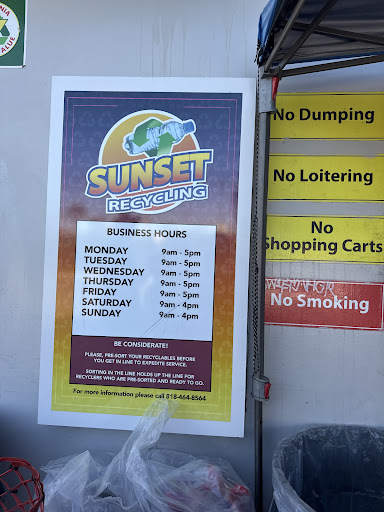 NIA
VALUE
SUNSET
RECYCLING
BUSINESS HOURS
MONDAY 9am - 5pm
TUESDAY 9am - 5pm
WEDNESDAY 9am - 5pm
THURSDAY 9am - 5pm
FRIDAY 9am - 5pm
SATURDAY 9am - 4pm
SUNDAY 9am - 4pm
BE CONSIDERATE!
PLEASE, PRE-SORT YOUR RECYCLABLES BEFORE
YOU GET IN LINE TO EXPEDITE SERVICE.
SORTING IN THE LINE HOLDS UP THE LINE FOR
RECYCLERS WHO ARE PRE-SORTED AND READY TO GO.
For more information please call 818-464-8564
No Dumping
No Loitering
No
Shopping Carts
No Smoking